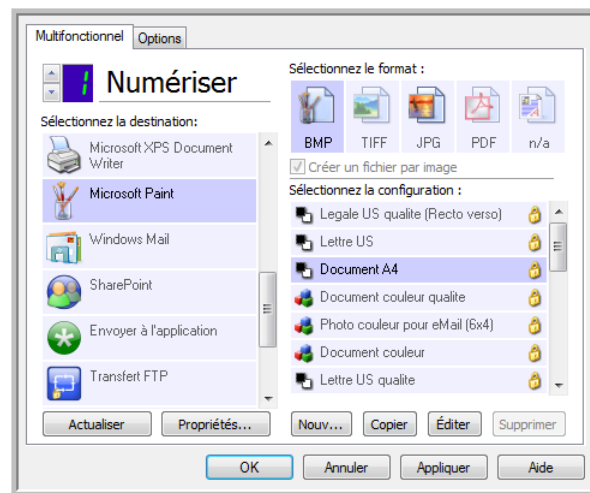 Multifonctionnel
Options
1
Numériser
Sélectionnez la destination:
Microsoft XPS Document
Writer
Microsoft Paint
Windows Mail
SharePoint
Envoyer à l'application
Transfert FTP
Actualiser
Propriétés...
Sélectionnez le format :
BMP
TIFF
JPG
PDF
n/a
Créer un fichier par image
Sélectionnez la configuration :
Legale US qualite (Recto verso)
Lettre US
Document A4
Document couleur qualite
Photo couleur pour eMail (6x4)
Document couleur
Lettre US qualite
Nouv...
Copier
Éditer
Supprimer
OK
Annuler
Appliquer
Aide